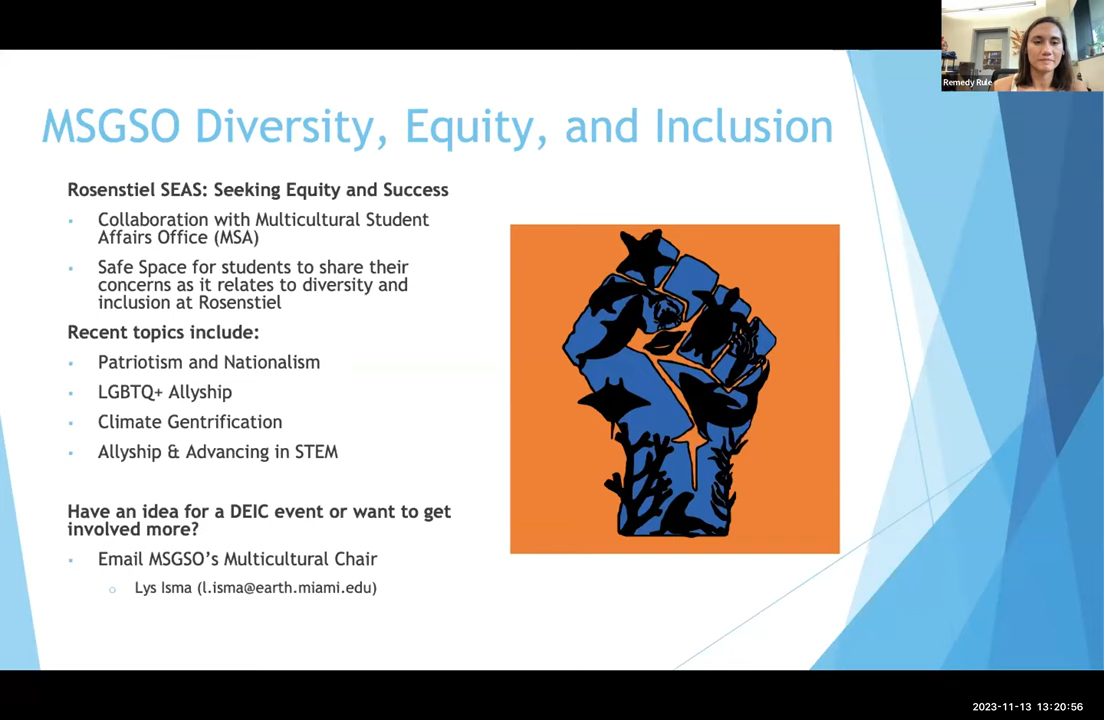 Remedy Rule
MSGSO Diversity, Equity, and Inclusion
Rosenstiel SEAS: Seeking Equity and Success
▪ Collaboration with Multicultural Student
Affairs Office (MSA)
▪ Safe Space for students to share their
concerns as it relates to diversity and
inclusion at Rosenstiel
Recent topics include:
▪ Patriotism and Nationalism
▪ LGBTQ+ Allyship
▪ Climate Gentrification
▪ Allyship & Advancing in STEM
Have an idea for a DEIC event or want to get
involved more?
▪ Email MSGSO’s Multicultural Chair
o Lys Isma (l.isma@earth.miami.edu)
2023-11-13 13:20:56